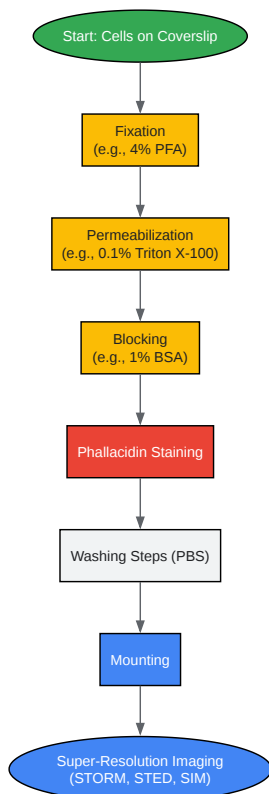 Start: Cells on Coverslip
Fixation
(e.g., 4% PFA)
Permeabilization
(e.g., 0.1% Triton X-100)
Blocking
(e.g., 1% BSA)
Phallacidin Staining
Washing Steps (PBS)
Mounting
Super-Resolution Imaging
(STORM, STED, SIM)